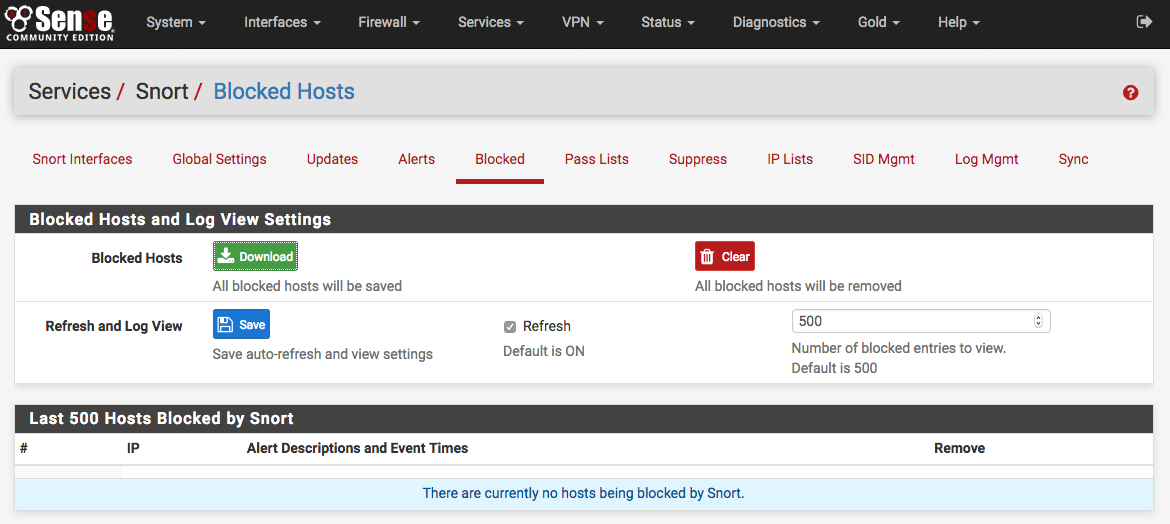 Sense
COMMUNITY EDITION
System Interfaces Firewall Services VPN Status Diagnostics Gold Help
Services / Snort / Blocked Hosts
Snort Interfaces Global Settings Updates Alerts Blocked Pass Lists Suppress IP Lists SID Mgmt Log Mgmt Sync
Blocked Hosts and Log View Settings
Blocked Hosts Download Clear
All blocked hosts will be saved All blocked hosts will be removed
Refresh and Log View Save Refresh 500
Save auto-refresh and view settings Default is ON Number of blocked entries to view.
Default is 500
Last 500 Hosts Blocked by Snort
# IP Alert Descriptions and Event Times Remove
There are currently no hosts being blocked by Snort.